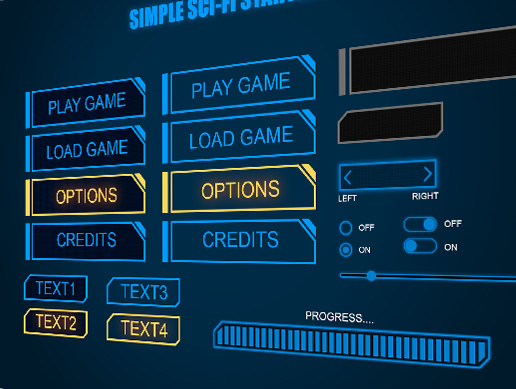 SIMPLE SCI-FI
PLAY GAME
LOAD GAME
OPTIONS
CREDITS
PLAY GAME
LOAD GAME
OPTIONS
CREDITS
TEXT1
TEXT3
TEXT2
TEXT4
LEFT RIGHT
OFF
OFF
ON
ON
PROGRESS....